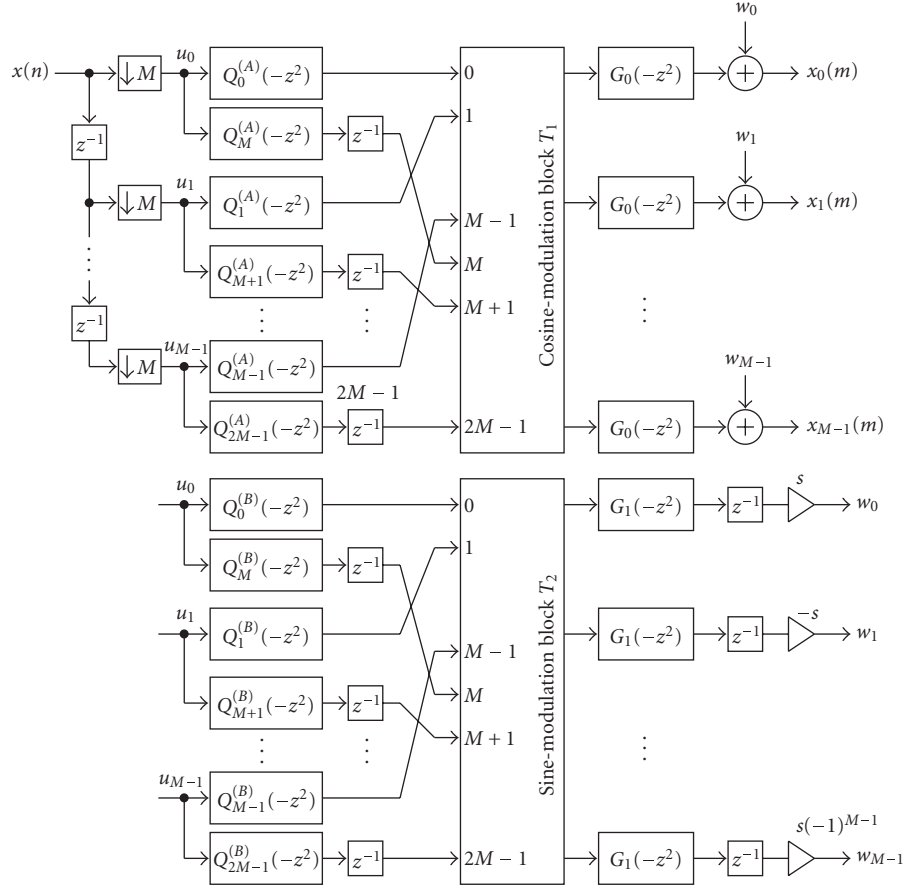 w₀
x(n) ↓M u₀ Q₀⁽ᴬ⁾(−z²) 0 G₀(−z²) + x₀(m)
z⁻¹ Q_M^(A)(−z²) z⁻¹ 1
w₁
↓M u₁ Q₁⁽ᴬ⁾(−z²) M − 1 G₀(−z²) + x₁(m)
Q_{M+1}^(A)(−z²) z⁻¹ M
⋮ ⋮ ⋮ M + 1 ⋮
z⁻¹
w_{M−1}
↓M u_{M−1} Q_{M−1}^(A)(−z²)
2M − 1
Q_{2M−1}^(A)(−z²) z⁻¹ 2M − 1 G₀(−z²) + x_{M−1}(m)
Cosine-modulation block T₁
u₀ Q₀⁽ᴮ⁾(−z²) 0 G₁(−z²) z⁻¹ s w₀
Q_M^(B)(−z²) z⁻¹ 1
u₁ Q₁⁽ᴮ⁾(−z²) M − 1 G₁(−z²) z⁻¹ −s w₁
Q_{M+1}^(B)(−z²) z⁻¹ M
⋮ ⋮ M + 1 ⋮
u_{M−1} Q_{M−1}^(B)(−z²)
s(−1)^{M−1}
Q_{2M−1}^(B)(−z²) z⁻¹ 2M − 1 G₁(−z²) z⁻¹ w_{M−1}
Sine-modulation block T₂